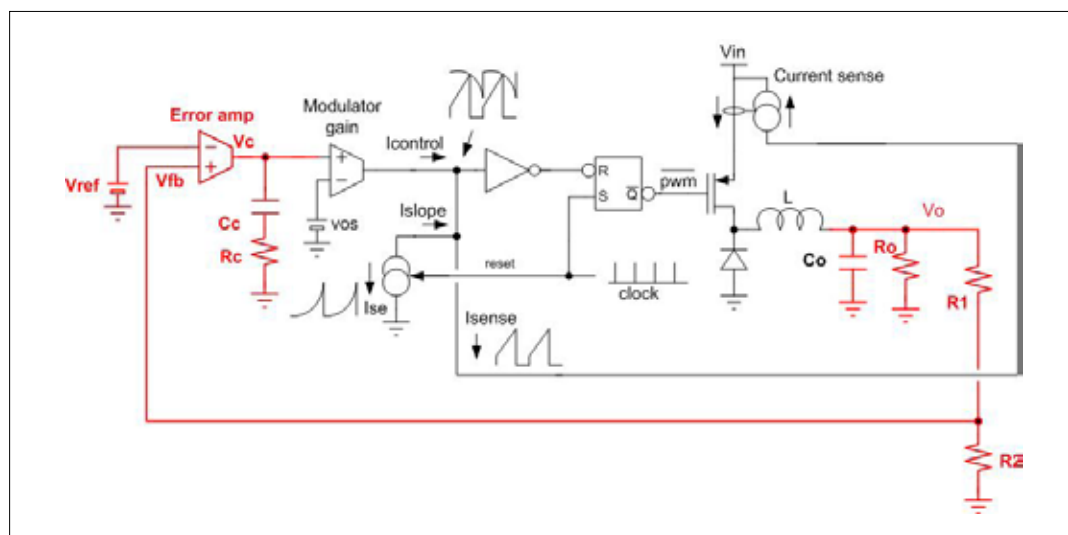 Vin
Current sense
Error amp
Modulator
gain
Vc
Icontrol
Vref
Vfb
−
+
+
−
R
S
Q
pwm
L
Vo
Cc
vos
Islope
Rc
reset
Co
Ro
R1
Ise
clock
Isense
R2